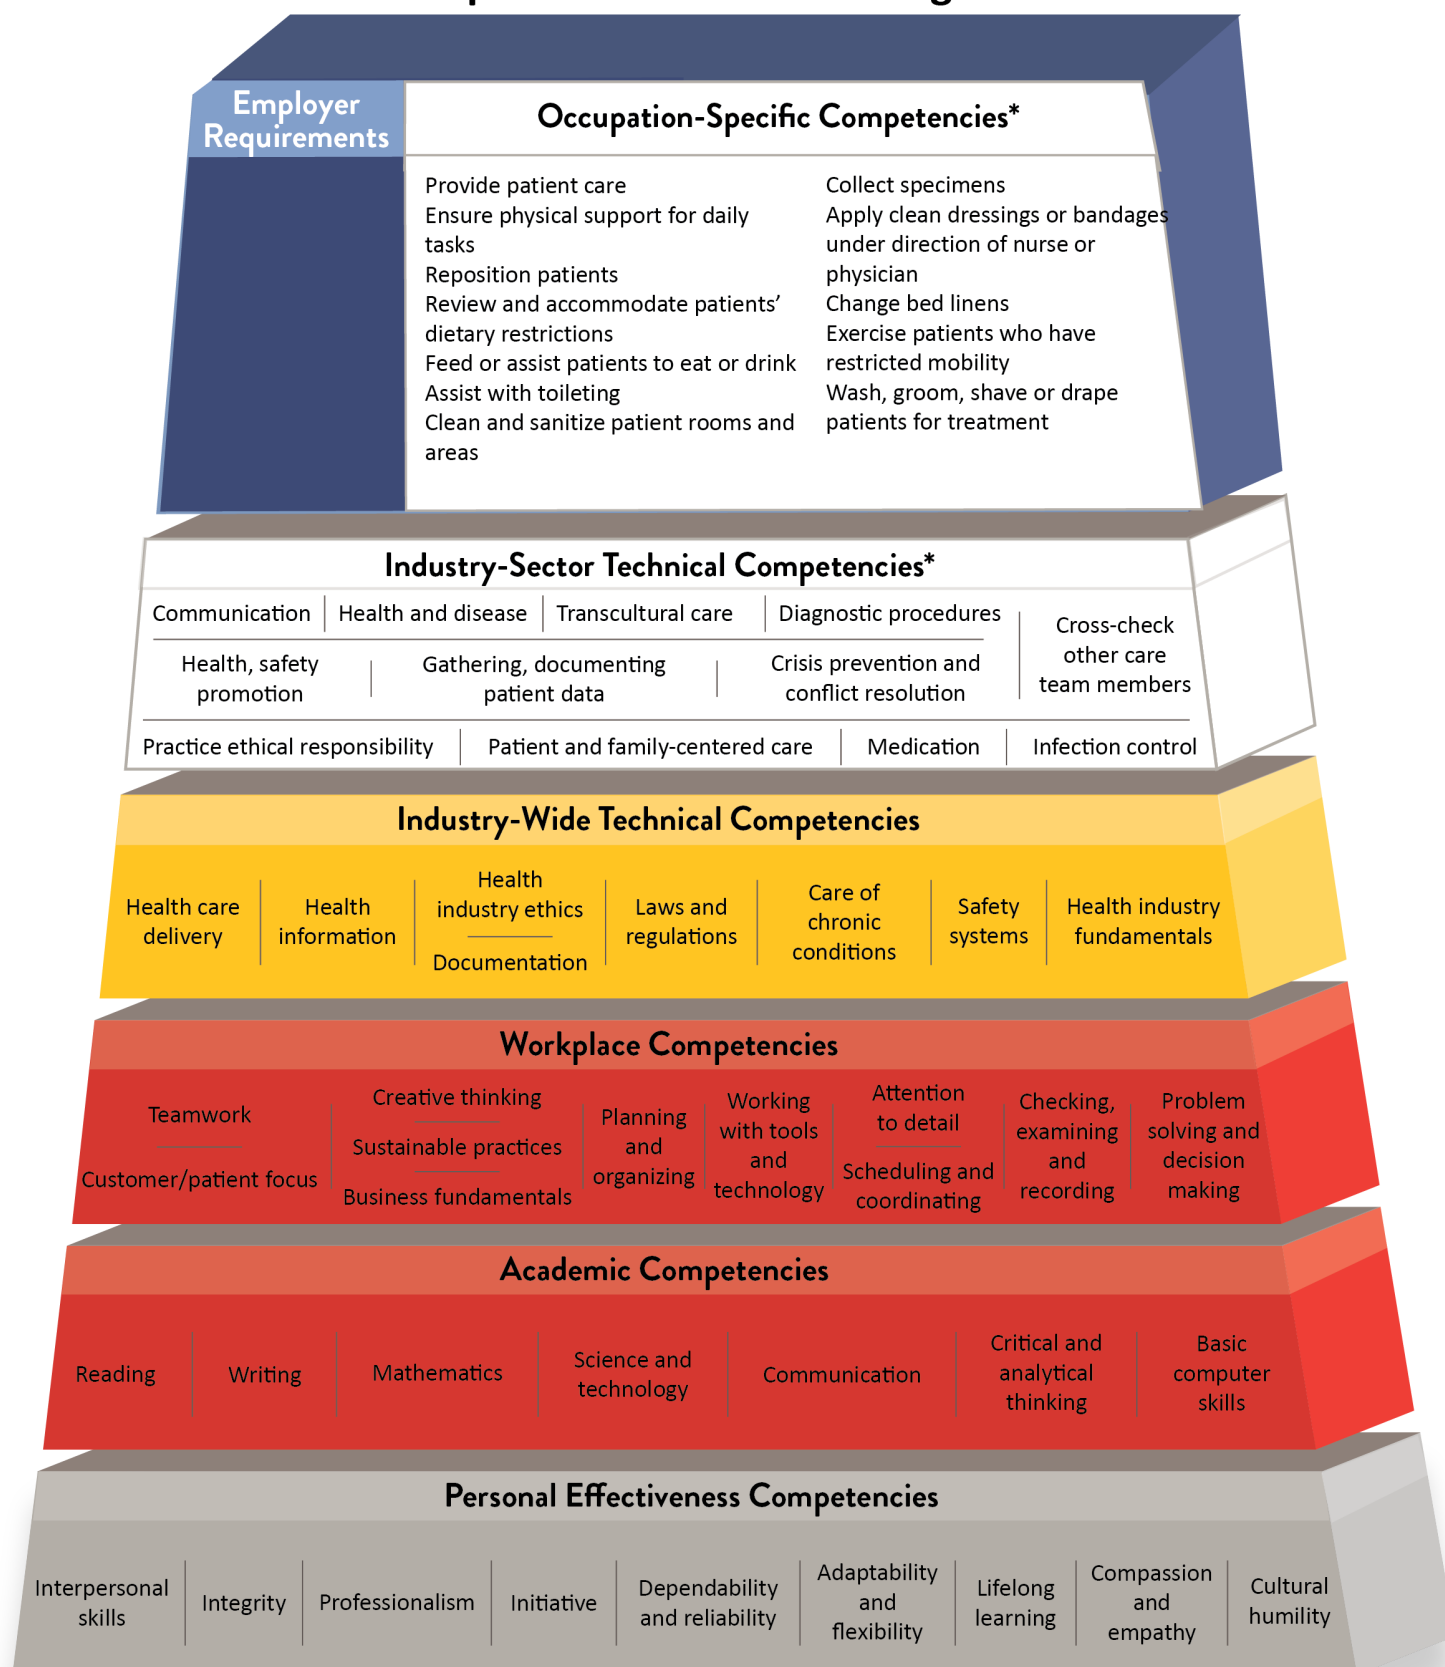 Employer
Requirements
Occupation-Specific Competencies*
Provide patient care
Ensure physical support for daily
tasks
Reposition patients
Review and accommodate patients’
dietary restrictions
Feed or assist patients to eat or drink
Assist with toileting
Clean and sanitize patient rooms and
areas
Collect specimens
Apply clean dressings or bandages
under direction of nurse or
physician
Change bed linens
Exercise patients who have
restricted mobility
Wash, groom, shave or drape
patients for treatment
Industry-Sector Technical Competencies*
Communication
Health and disease
Transcultural care
Diagnostic procedures
Cross-check
other care
team members
Health, safety
promotion
Gathering, documenting
patient data
Crisis prevention and
conflict resolution
Practice ethical responsibility
Patient and family-centered care
Medication
Infection control
Industry-Wide Technical Competencies
Health care
delivery
Health
information
Health
industry ethics
Documentation
Laws and
regulations
Care of
chronic
conditions
Safety
systems
Health industry
fundamentals
Workplace Competencies
Teamwork
Customer/patient focus
Creative thinking
Sustainable practices
Business fundamentals
Planning
and
organizing
Working
with tools
and
technology
Attention
to detail
Scheduling and
coordinating
Checking,
examining
and
recording
Problem
solving and
decision
making
Academic Competencies
Reading
Writing
Mathematics
Science and
technology
Communication
Critical and
analytical
thinking
Basic
computer
skills
Personal Effectiveness Competencies
Interpersonal
skills
Integrity
Professionalism
Initiative
Dependability
and reliability
Adaptability
and
flexibility
Lifelong
learning
Compassion
and
empathy
Cultural
humility